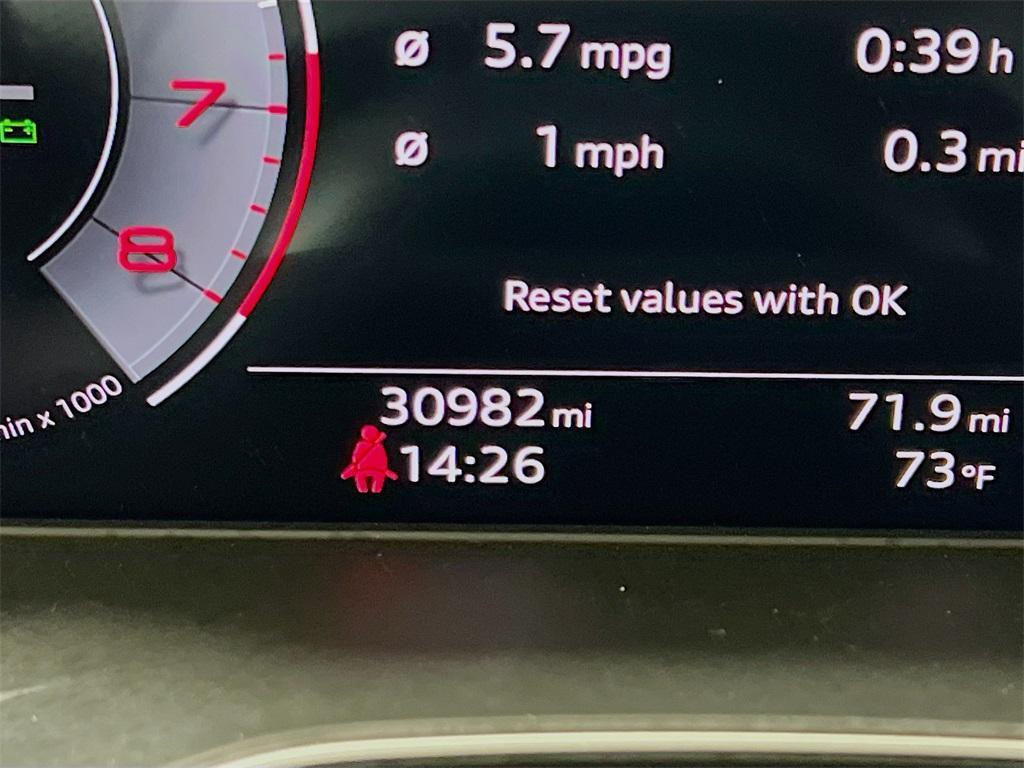 Ø 5.7 mpg 0:39 h
Ø 1 mph 0.3 mi
7
8
Reset values with OK
x 1000
30982 mi 71.9 mi
14:26 73 °F